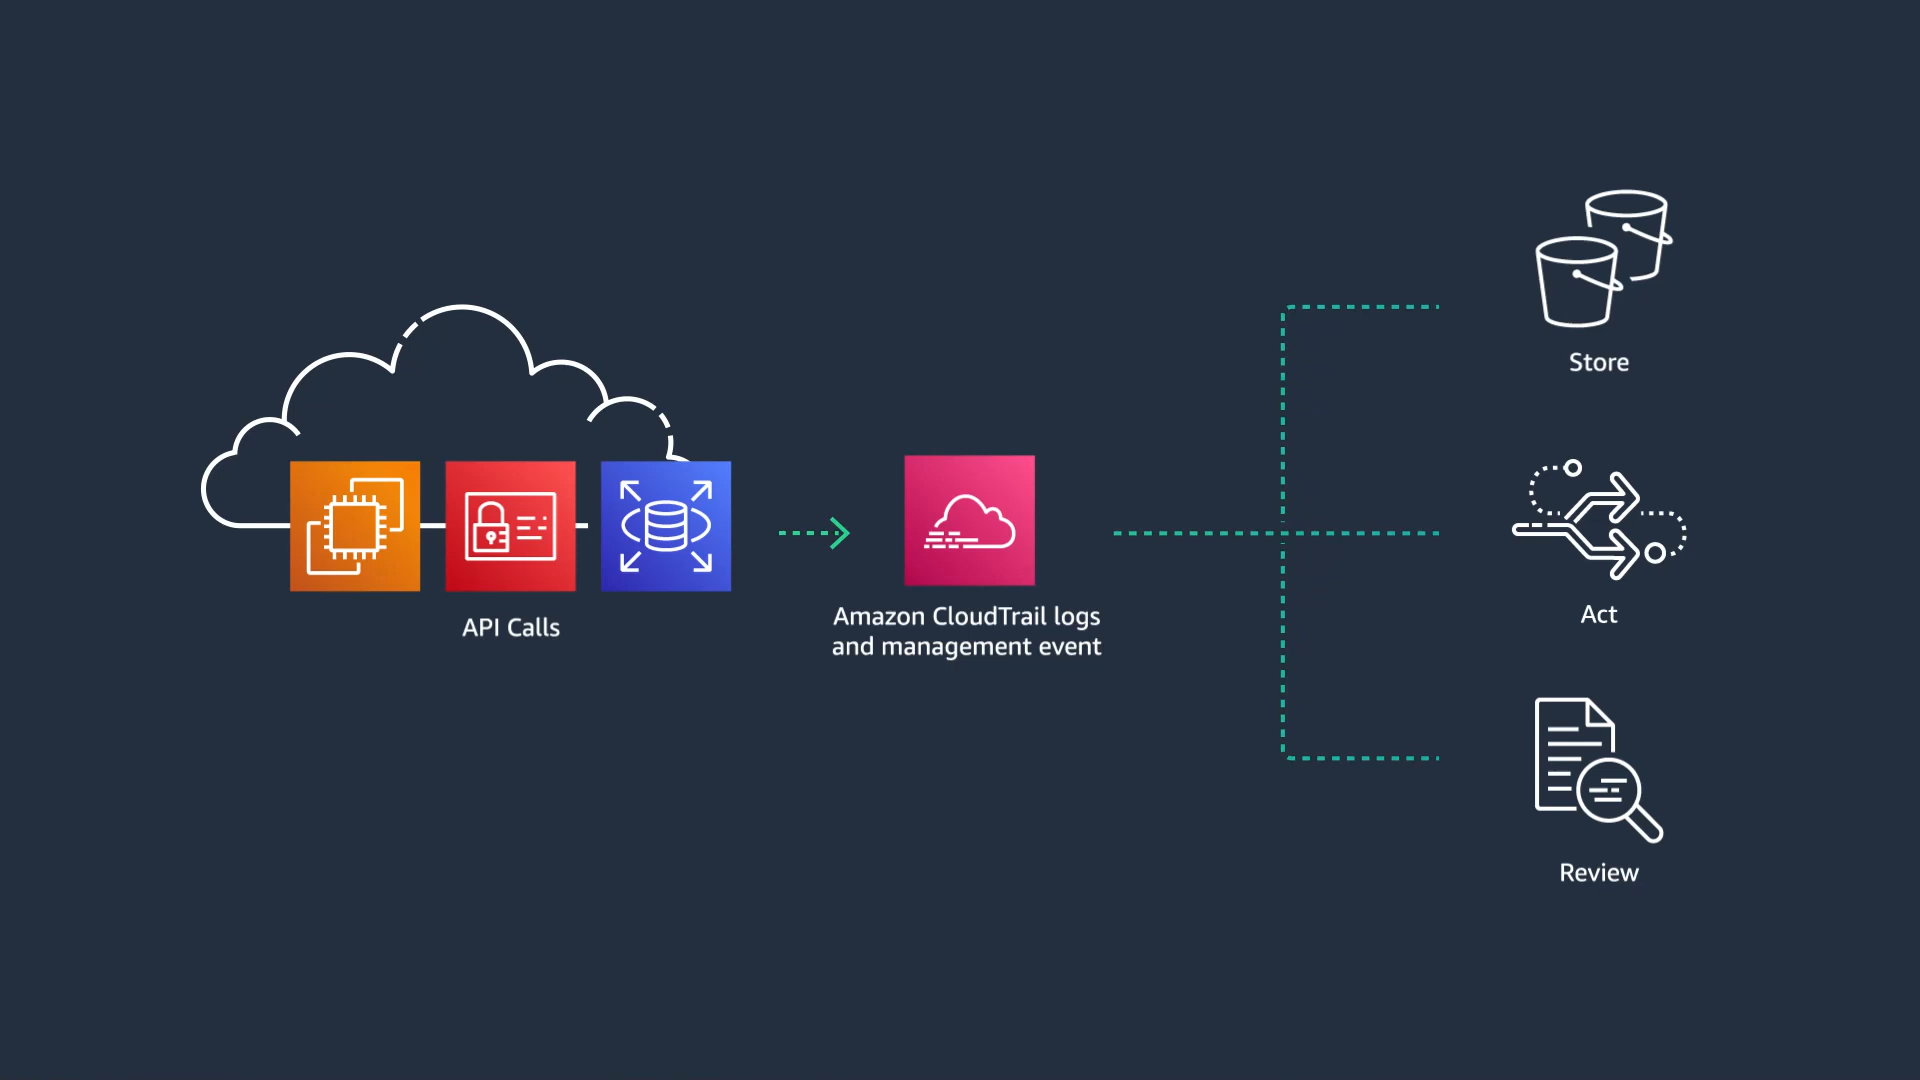 API Calls
Amazon CloudTrail logs
and management event
Store
Act
Review